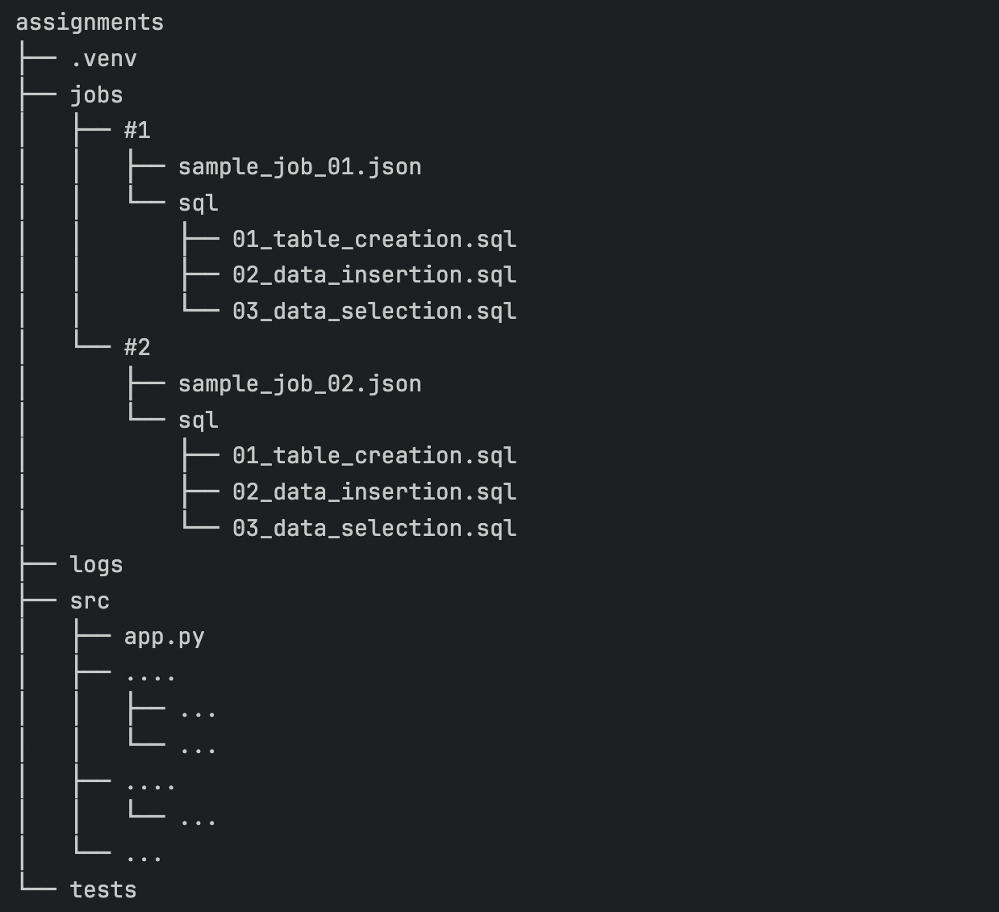 assignments
├── .venv
├── jobs
│   ├── #1
│   │   ├── sample_job_01.json
│   │   └── sql
│   │       ├── 01_table_creation.sql
│   │       ├── 02_data_insertion.sql
│   │       └── 03_data_selection.sql
│   └── #2
│       ├── sample_job_02.json
│       └── sql
│           ├── 01_table_creation.sql
│           ├── 02_data_insertion.sql
│           └── 03_data_selection.sql
├── logs
├── src
│   ├── app.py
│   ├── ....
│   │   ├── ...
│   │   └── ...
│   ├── ....
│   │   └── ...
│   └── ...
└── tests